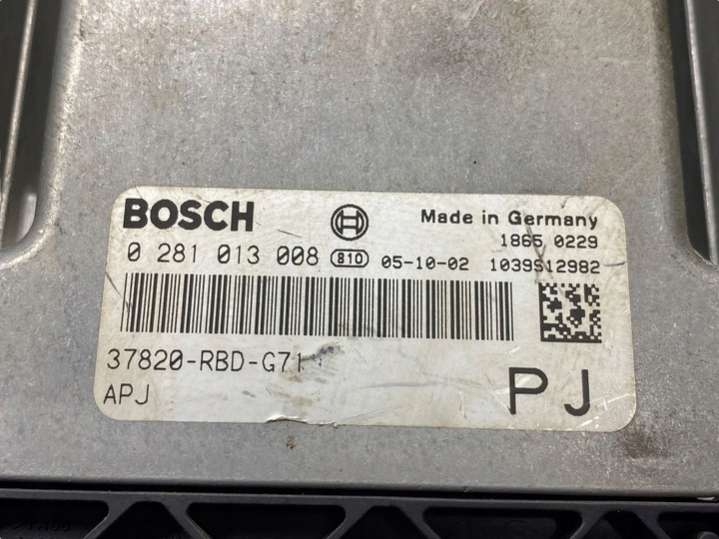 BOSCH
Made in Germany
1865 0229
0 281 013 008 810 05-10-02 1039S12982
37820-RBD-G71
APJ
PJ